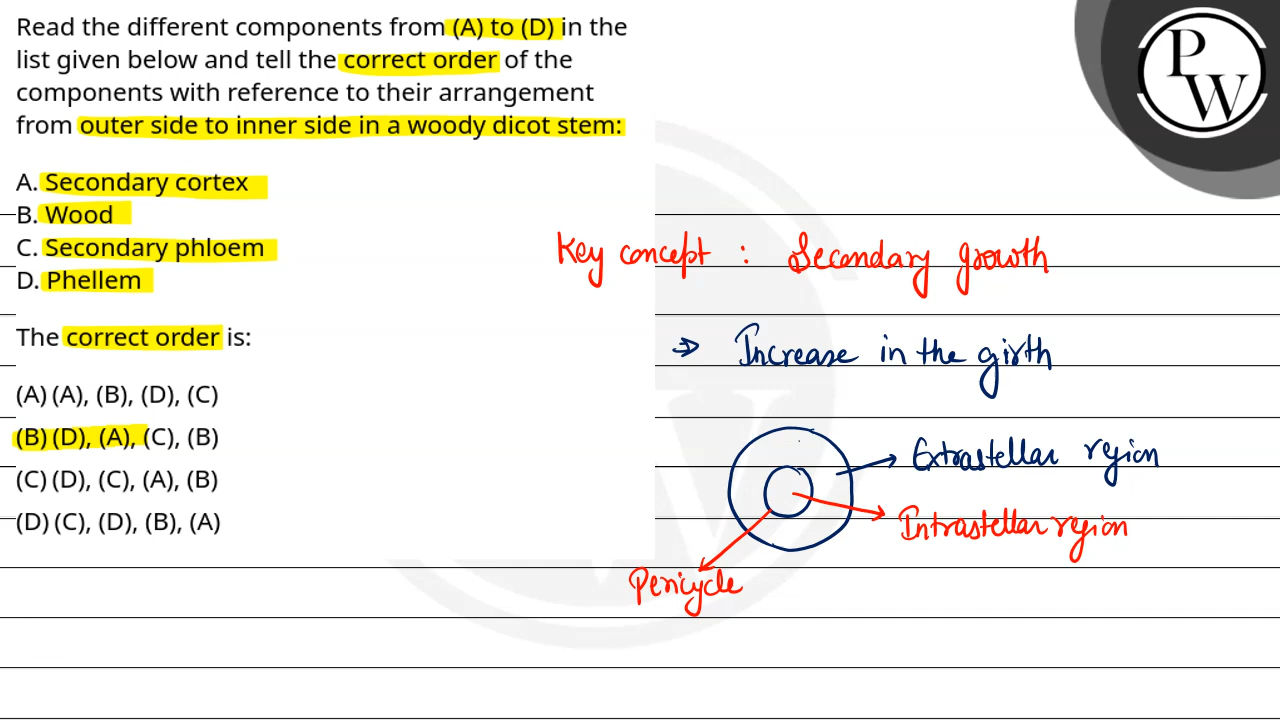 Read the different components from (A) to (D) in the
list given below and tell the correct order of the
components with reference to their arrangement
from outer side to inner side in a woody dicot stem:
A. Secondary cortex
B. Wood
C. Secondary phloem
D. Phellem
The correct order is:
(A) (A), (B), (D), (C)
(B) (D), (A), (C), (B)
(C) (D), (C), (A), (B)
(D) (C), (D), (B), (A)
PW
Key concept : Secondary growth
⇒ Increase in the girth
Extrastellar region
Intrastellar region
Pericycle